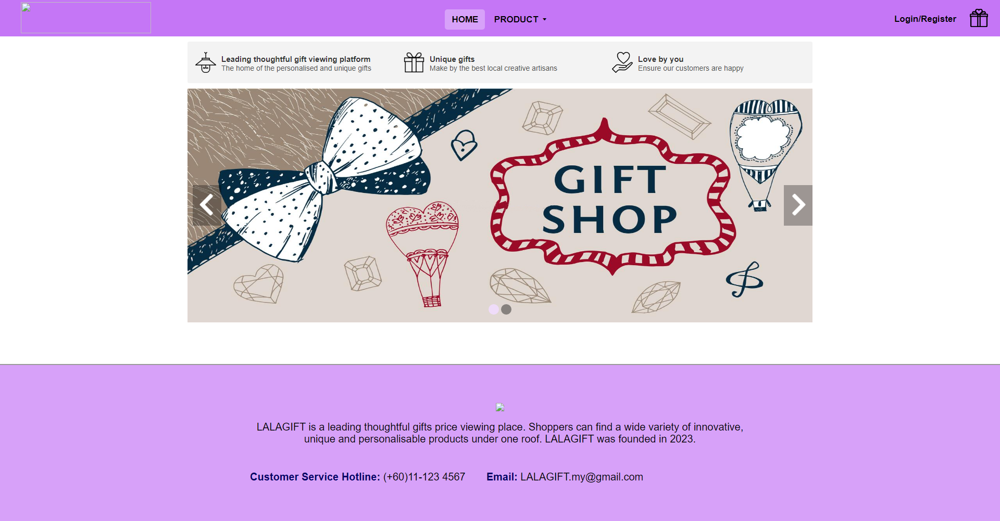 HOME PRODUCT
Login/Register
Leading thoughtful gift viewing platform
The home of the personalised and unique gifts
Unique gifts
Make by the best local creative artisans
Love by you
Ensure our customers are happy
GIFT
SHOP
LALAGIFT is a leading thoughtful gifts price viewing place. Shoppers can find a wide variety of innovative,
unique and personalisable products under one roof. LALAGIFT was founded in 2023.
Customer Service Hotline: (+60)11-123 4567 Email: LALAGIFT.my@gmail.com